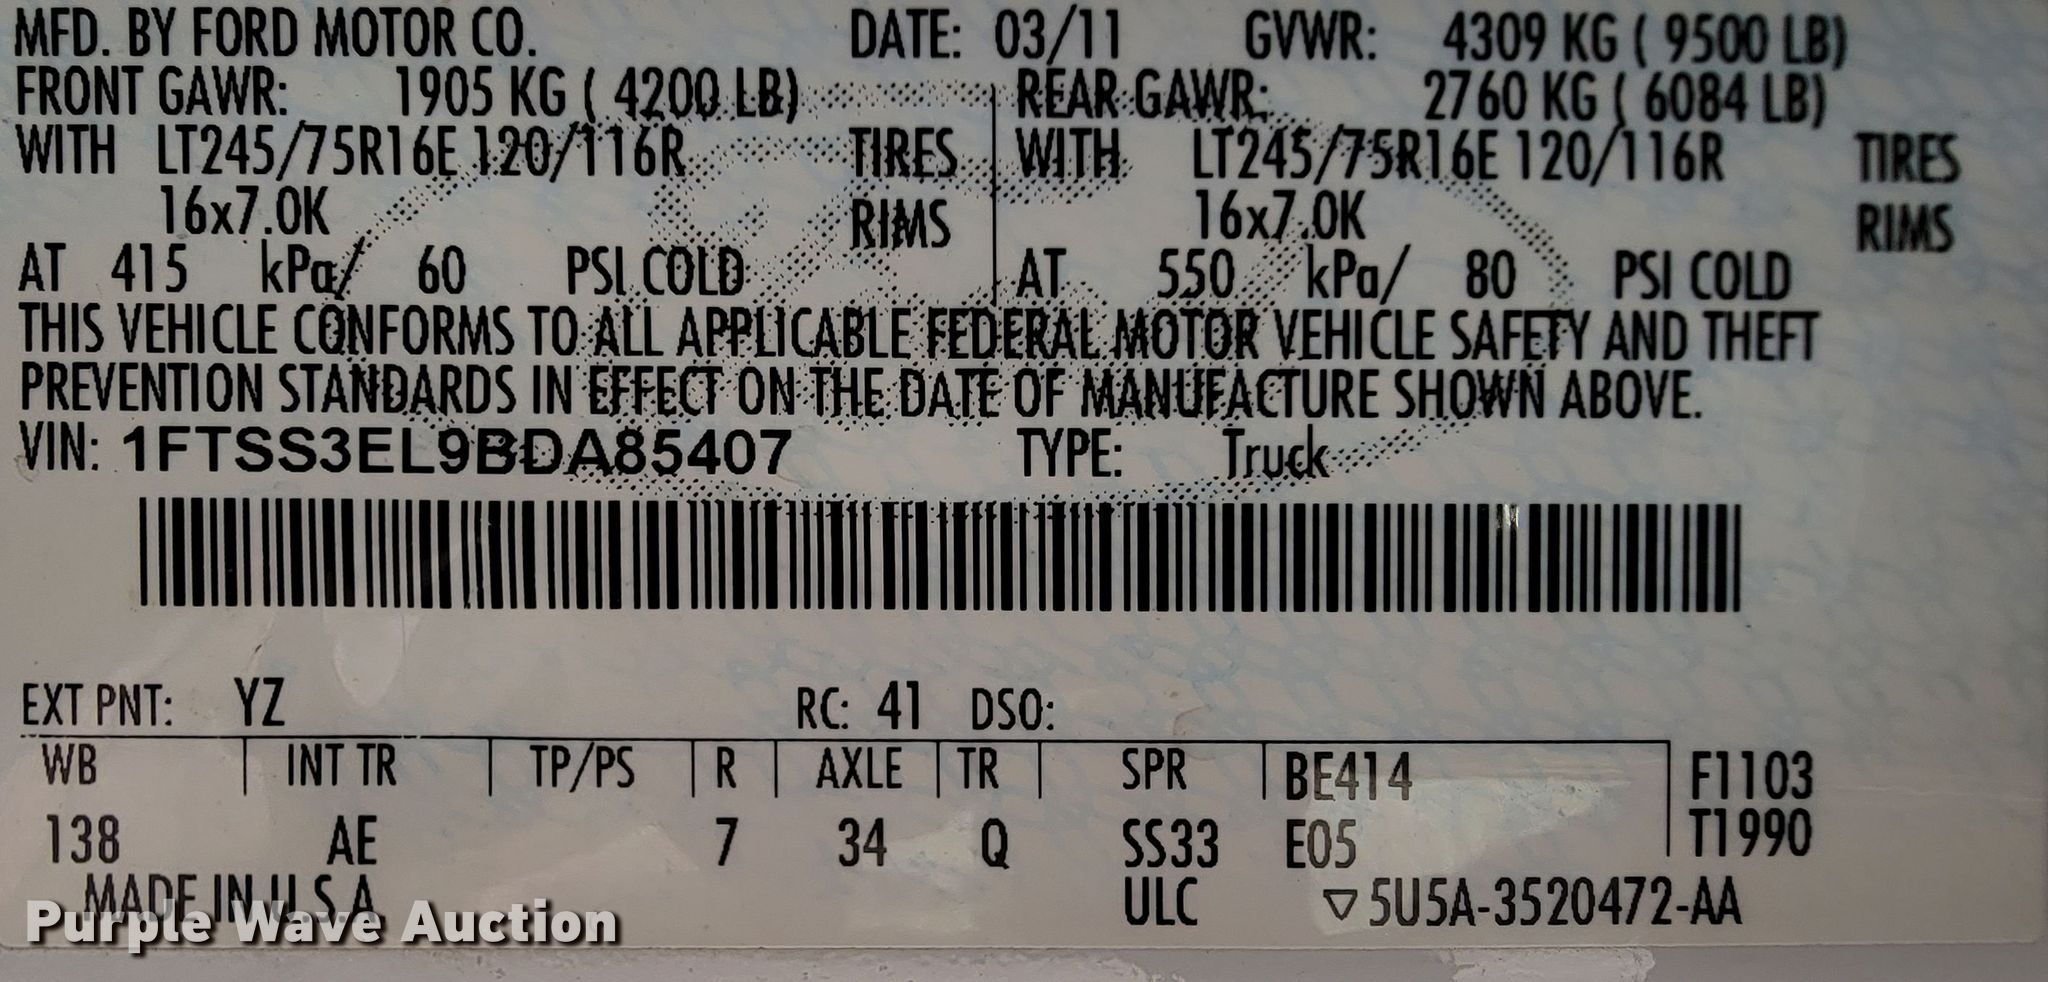 MFD. BY FORD MOTOR CO. DATE: 03/11 GVWR: 4309 KG ( 9500 LB)
FRONT GAWR: 1905 KG ( 4200 LB) REAR GAWR: 2760 KG ( 6084 LB)
WITH LT245/75R16E 120/116R TIRES WITH LT245/75R16E 120/116R TIRES
16x7.0K RIMS 16x7.0K RIMS
AT 415 kPa/ 60 PSI COLD AT 550 kPa/ 80 PSI COLD
THIS VEHICLE CONFORMS TO ALL APPLICABLE FEDERAL MOTOR VEHICLE SAFETY AND THEFT
PREVENTION STANDARDS IN EFFECT ON THE DATE OF MANUFACTURE SHOWN ABOVE.
VIN: 1FTSS3EL9BDA85407 TYPE: Truck
EXT PNT: YZ RC: 41 DSO:
WB INT TR TP/PS R AXLE TR SPR BE414 F1103
138 AE 7 34 Q SS33 E05 T1990
MADE IN U.S.A. ULC ▽5U5A-3520472-AA
Purple Wave Auction